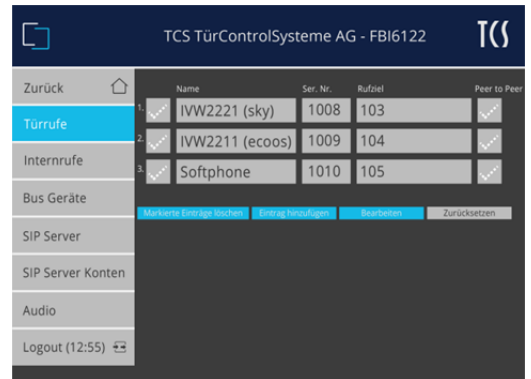 TCS TürControlSysteme AG - FBI6122
TCS
Zurück
Türrufe
Internrufe
Bus Geräte
SIP Server
SIP Server Konten
Audio
Logout (12:55)
Name Ser. Nr. Rufziel Peer to Peer
1. IVW2221 (sky) 1008 103
2. IVW2211 (ecoos) 1009 104
3. Softphone 1010 105
Markierte Einträge löschen Eintrag hinzufügen Bearbeiten Zurücksetzen